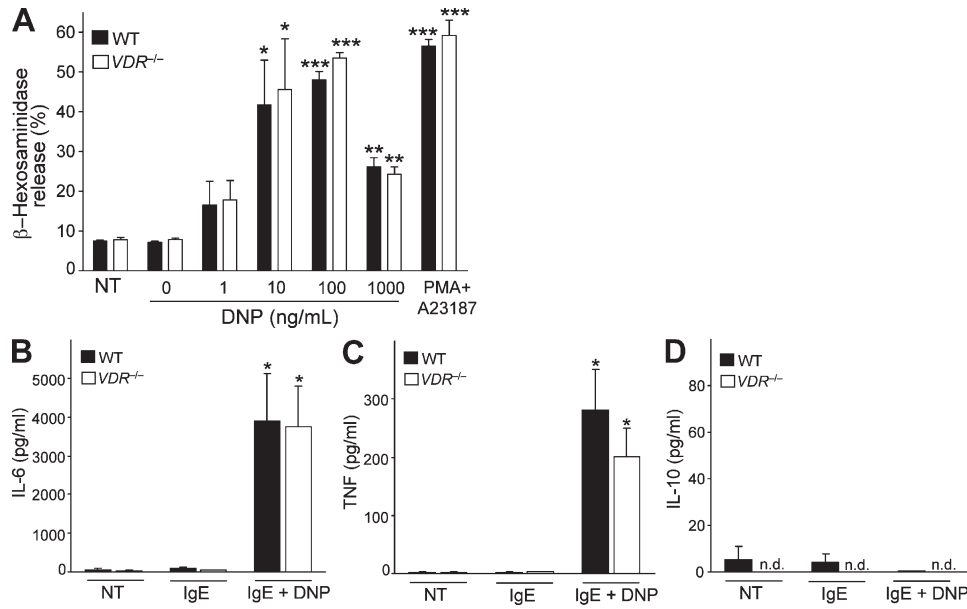 A
WT
VDR–/–
β–Hexosaminidase
release (%)
60
50
40
30
20
10
0
* * *** *** ** ** *** ***
NT 0 1 10 100 1000 PMA+
A23187
DNP (ng/mL)
B
WT
VDR–/–
IL-6 (pg/ml)
5000
4000
3000
2000
1000
0
* *
NT IgE IgE + DNP
C
WT
VDR–/–
TNF (pg/ml)
300
200
100
0
* *
NT IgE IgE + DNP
D
WT
VDR–/–
IL-10 (pg/ml)
80
60
40
20
0
n.d. n.d. n.d.
NT IgE IgE + DNP